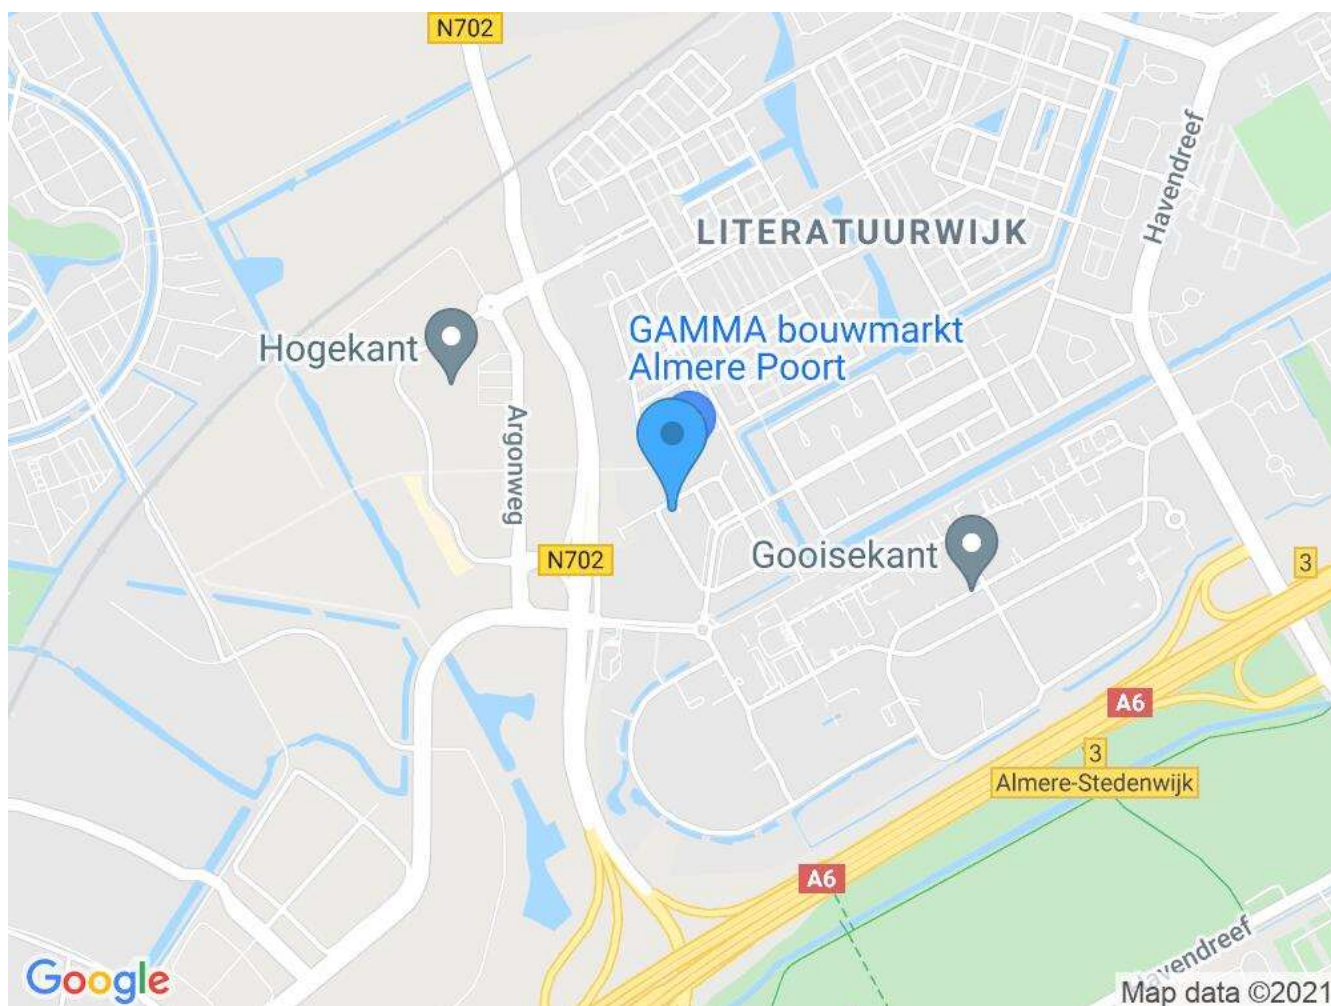 N702
Havendreef
LITERATUURWIJK
GAMMA bouwmarkt
Almere Poort
Hogekant
Argonweg
N702
Gooisekant
3
A6
3
Almere-Stedenwijk
A6
Havendreef
Google
Map data ©2021